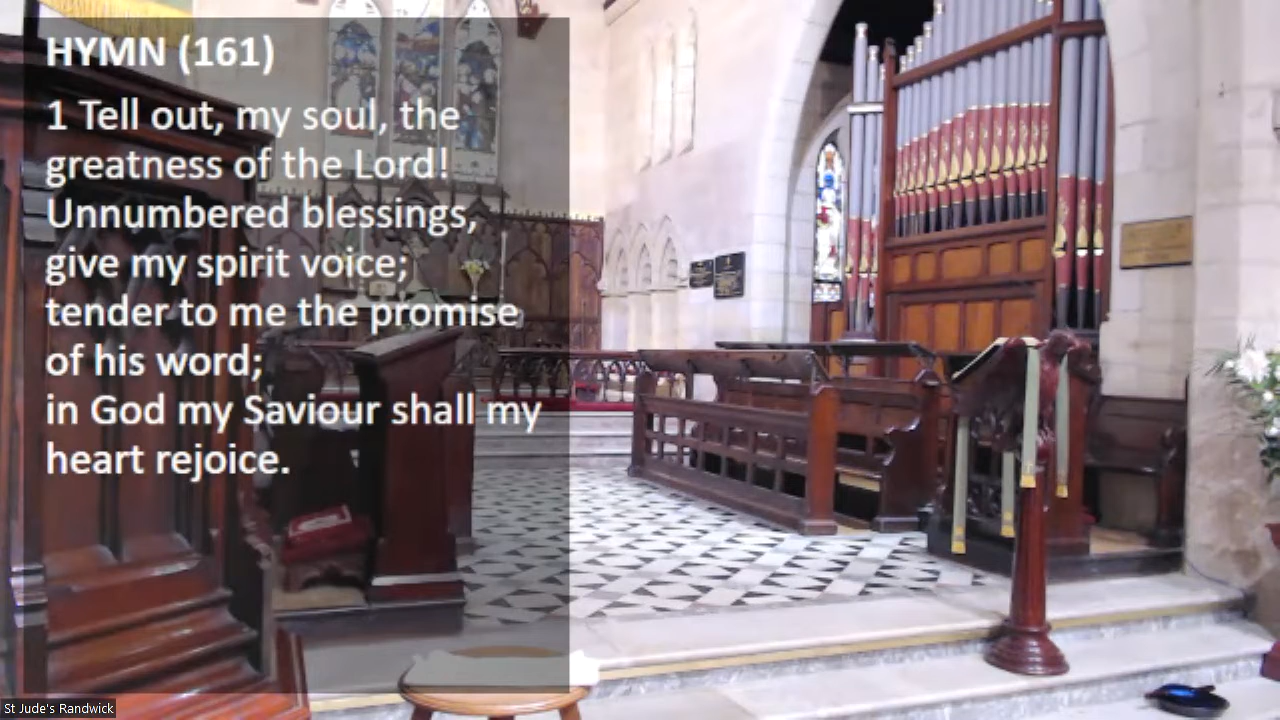 HYMN (161)
1 Tell out, my soul, the
greatness of the Lord!
Unnumbered blessings,
give my spirit voice;
tender to me the promise
of his word;
in God my Saviour shall my
heart rejoice.
St Jude's Randwick